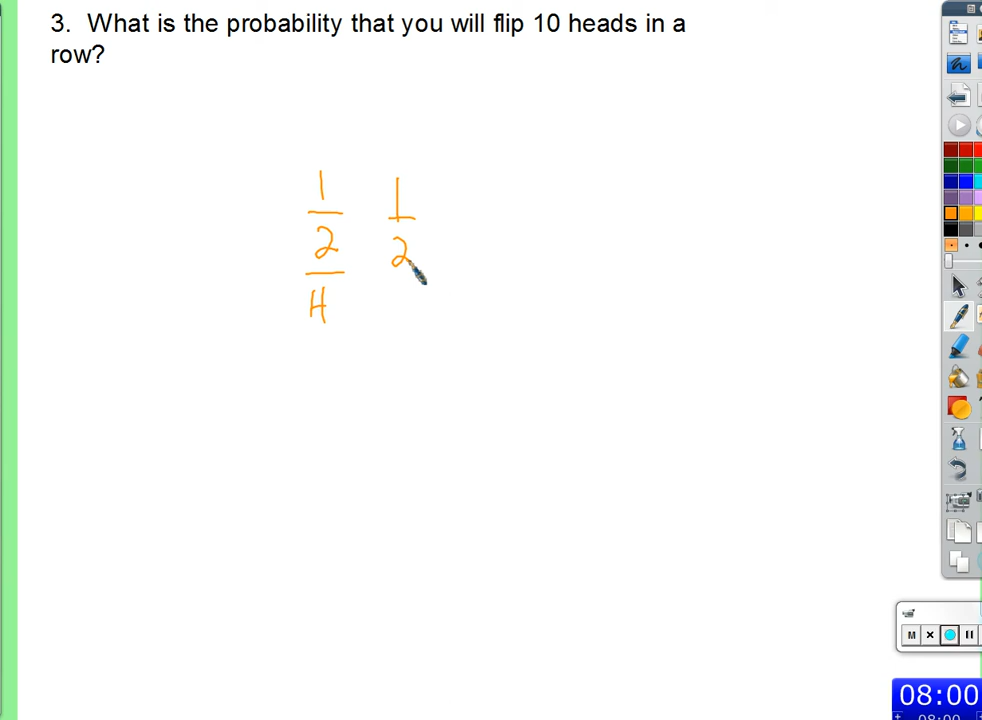 3. What is the probability that you will flip 10 heads in a
row?
1 1
2 2
H
M × II
08:00